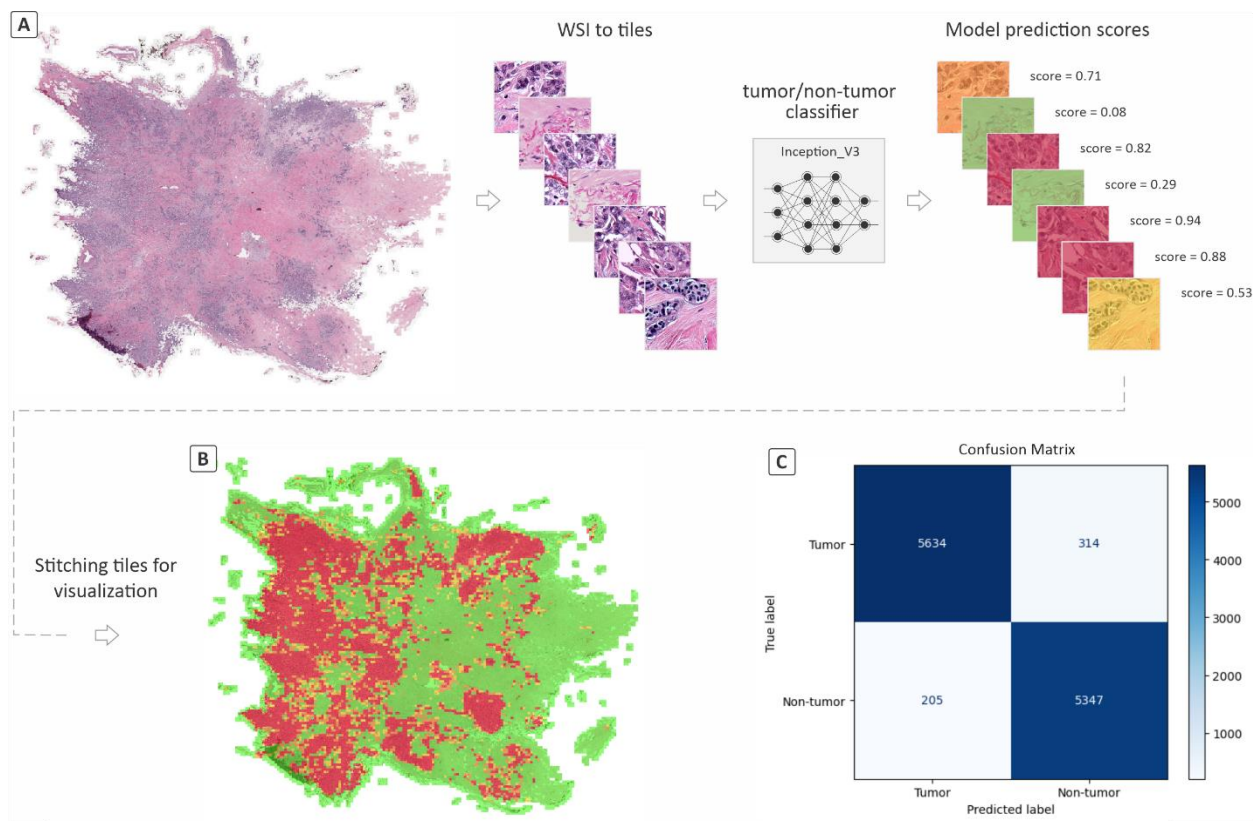 A
WSI to tiles
Model prediction scores
tumor/non-tumor
classifier
Inception_V3
score = 0.71
score = 0.08
score = 0.82
score = 0.29
score = 0.94
score = 0.88
score = 0.53
Stitching tiles for
visualization
B
C
Confusion Matrix
True label
Tumor
5634
314
Non-tumor
205
5347
Tumor
Non-tumor
Predicted label
5000
4000
3000
2000
1000